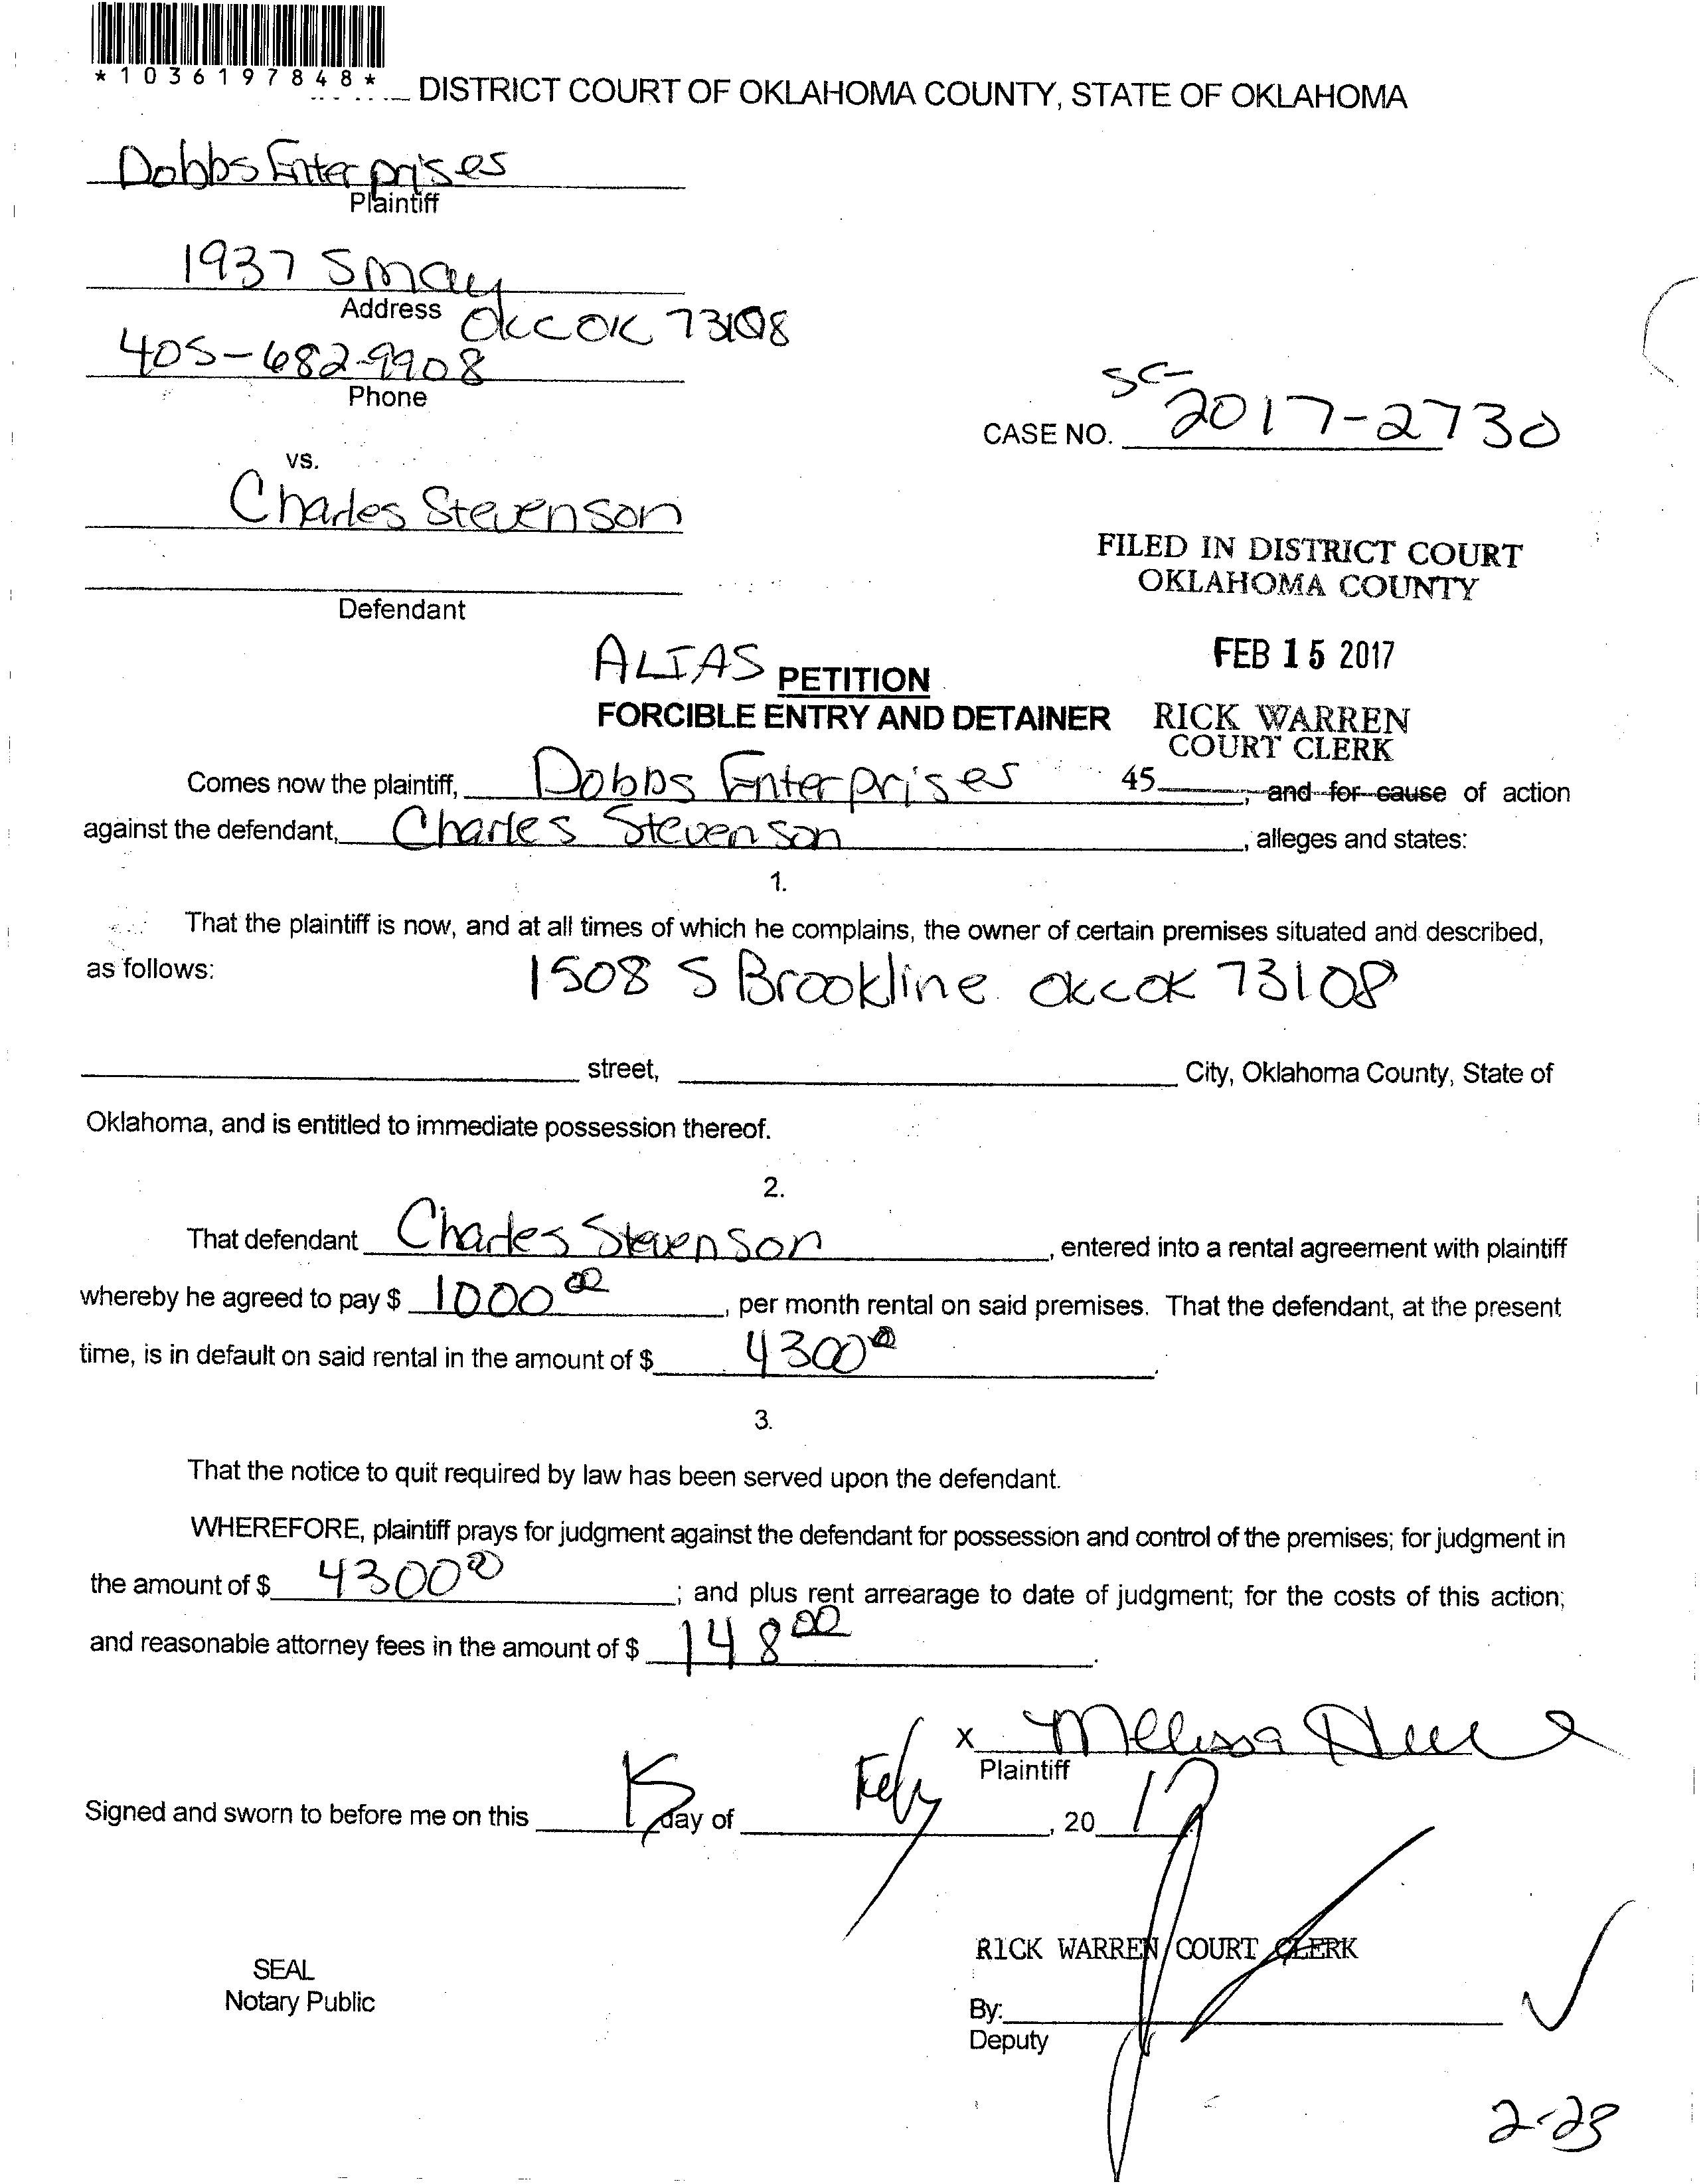 *1036197848*
DISTRICT COURT OF OKLAHOMA COUNTY, STATE OF OKLAHOMA
Dobbs Enterprises
Plaintiff
1937 S May
Address
OKC OK 73108
405-682-9908
Phone
SC-
CASE NO. 2017-2730
vs.
Charles Stevenson
Defendant
FILED IN DISTRICT COURT
OKLAHOMA COUNTY
FEB 15 2017
RICK WARREN
COURT CLERK
45
ALIAS PETITION
FORCIBLE ENTRY AND DETAINER
Comes now the plaintiff, Dobbs Enterprises, and for cause of action
against the defendant, Charles Stevenson, alleges and states:
1.
That the plaintiff is now, and at all times of which he complains, the owner of certain premises situated and described,
as follows: 1508 S Brookline OKC OK 73108
street, City, Oklahoma County, State of
Oklahoma, and is entitled to immediate possession thereof.
2.
That defendant Charles Stevenson, entered into a rental agreement with plaintiff
whereby he agreed to pay $ 1000 00, per month rental on said premises. That the defendant, at the present
time, is in default on said rental in the amount of $ 4300 00.
3.
That the notice to quit required by law has been served upon the defendant.
WHEREFORE, plaintiff prays for judgment against the defendant for possession and control of the premises; for judgment in
the amount of $ 4300 00; and plus rent arrearage to date of judgment; for the costs of this action;
and reasonable attorney fees in the amount of $ 148 00.
X Melissa
Plaintiff
Signed and sworn to before me on this 15 day of Feb, 20 17
RICK WARREN COURT CLERK
SEAL
Notary Public
By:
Deputy
2-23